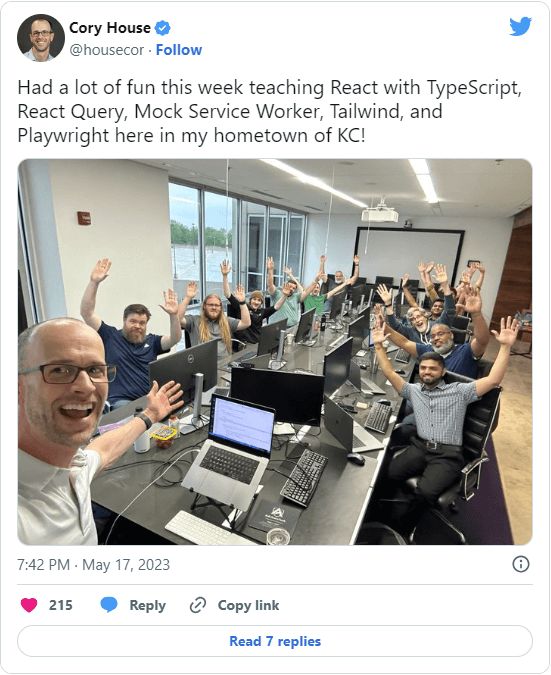 Cory House
@housecor · Follow
Had a lot of fun this week teaching React with TypeScript,
React Query, Mock Service Worker, Tailwind, and
Playwright here in my hometown of KC!
7:42 PM · May 17, 2023
215 Reply Copy link
Read 7 replies